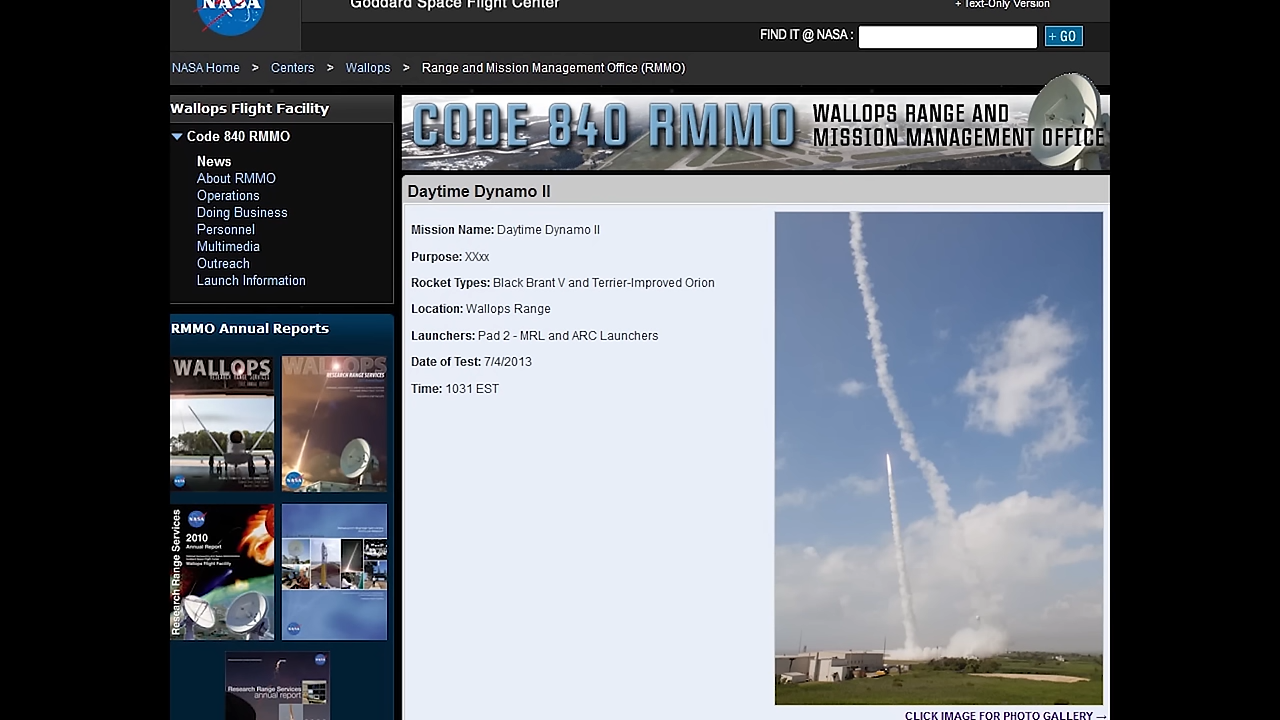 NASA
Goddard Space Flight Center
+ Text-Only Version
FIND IT @ NASA :
+ GO
NASA Home > Centers > Wallops > Range and Mission Management Office (RMMO)
Wallops Flight Facility
Code 840 RMMO
News
About RMMO
Operations
Doing Business
Personnel
Multimedia
Outreach
Launch Information
RMMO Annual Reports
WALLOPS
WALLOPS
RESEARCH RANGE SERVICES
Research Range Services
NASA
2010
Annual Report
Research Range Services
annual report
CODE 840 RMMO
WALLOPS RANGE AND
MISSION MANAGEMENT OFFICE
Daytime Dynamo II
Mission Name: Daytime Dynamo II
Purpose: XXxx
Rocket Types: Black Brant V and Terrier-Improved Orion
Location: Wallops Range
Launchers: Pad 2 - MRL and ARC Launchers
Date of Test: 7/4/2013
Time: 1031 EST
CLICK IMAGE FOR PHOTO GALLERY →